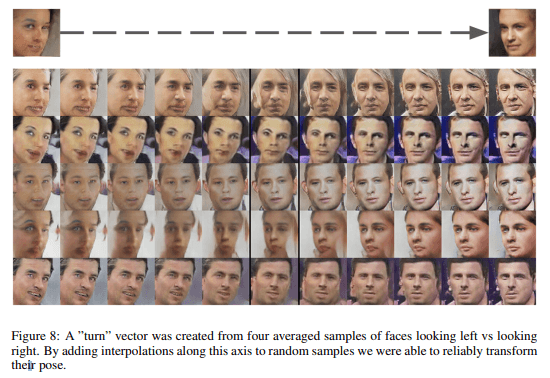 Figure 8: A ”turn” vector was created from four averaged samples of faces looking left vs looking
right. By adding interpolations along this axis to random samples we were able to reliably transform
their pose.